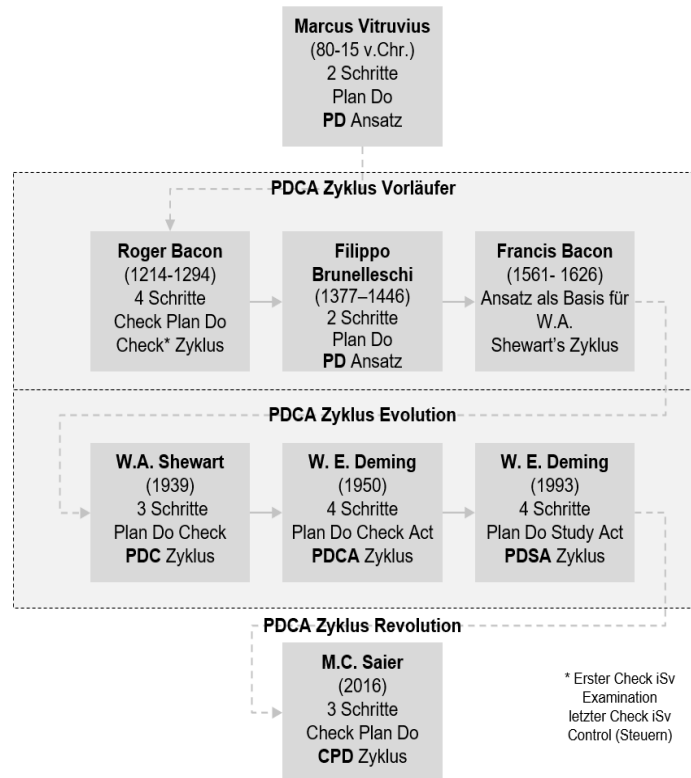 Marcus Vitruvius
(80-15 v.Chr.)
2 Schritte
Plan Do
PD Ansatz
PDCA Zyklus Vorläufer
Roger Bacon
(1214-1294)
4 Schritte
Check Plan Do
Check* Zyklus
Filippo
Brunelleschi
(1377–1446)
2 Schritte
Plan Do
PD Ansatz
Francis Bacon
(1561- 1626)
Ansatz als Basis für
W.A.
Shewart's Zyklus
PDCA Zyklus Evolution
W.A. Shewart
(1939)
3 Schritte
Plan Do Check
PDC Zyklus
W. E. Deming
(1950)
4 Schritte
Plan Do Check Act
PDCA Zyklus
W. E. Deming
(1993)
4 Schritte
Plan Do Study Act
PDSA Zyklus
PDCA Zyklus Revolution
M.C. Saier
(2016)
3 Schritte
Check Plan Do
CPD Zyklus
* Erster Check iSv
Examination
letzter Check iSv
Control (Steuern)